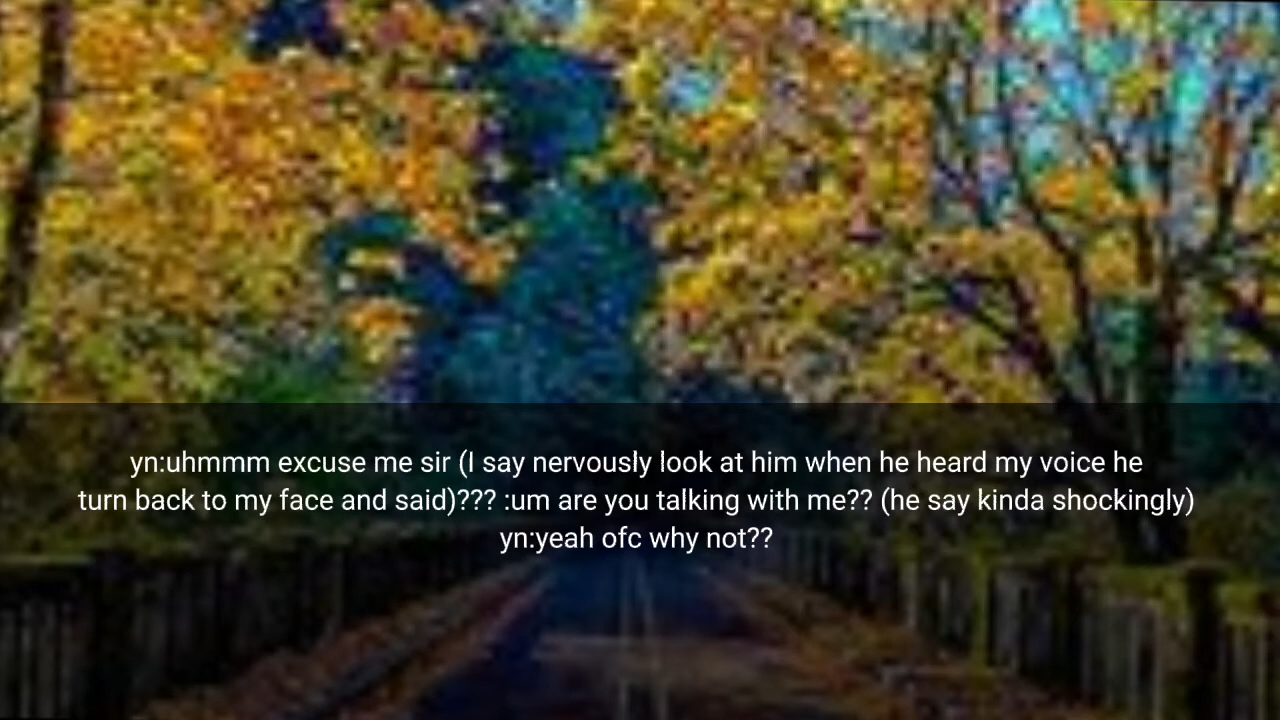 yn:uhmmm excuse me sir (I say nervously look at him when he heard my voice he
turn back to my face and said)??? :um are you talking with me?? (he say kinda shockingly)
yn:yeah ofc why not??